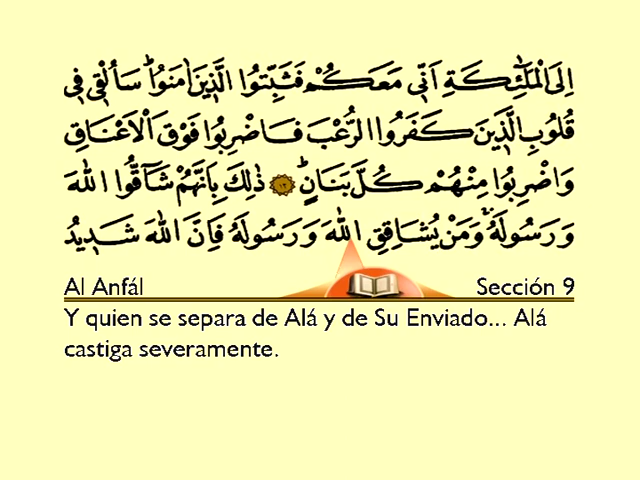 إِلَى الْمَلَٰٓئِكَةِ أَنِّي مَعَكُمْ فَثَبِّتُوا الَّذِينَ اٰمَنُوا ۚ سَأُلْقِي فِي
قُلُوبِ الَّذِينَ كَفَرُوا الرُّعْبَ فَاضْرِبُوا فَوْقَ الْأَعْنَاقِ
وَاضْرِبُوا مِنْهُمْ كُلَّ بَنَانٍ ۚ ١٢ ذَٰلِكَ بِأَنَّهُمْ شَاقُّوا اللَّهَ
وَرَسُولَهُ ۚ وَمَنْ يُشَاقِقِ اللَّهَ وَرَسُولَهُ فَإِنَّ اللَّهَ شَدِيدُ
Al Anfál Sección 9
Y quien se separa de Alá y de Su Enviado... Alá
castiga severamente.